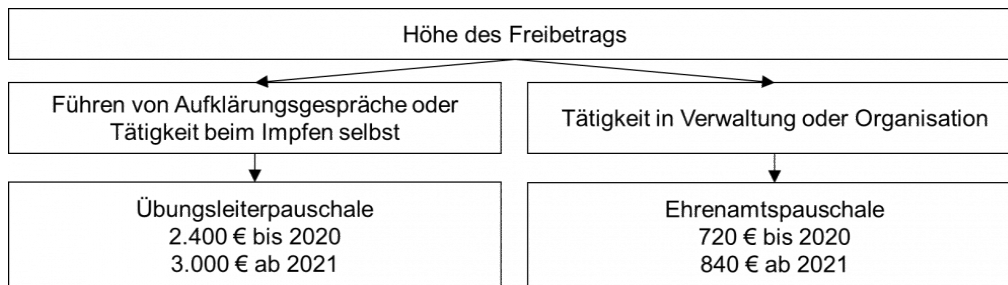 Höhe des Freibetrags
Führen von Aufklärungsgespräche oder
Tätigkeit beim Impfen selbst
Tätigkeit in Verwaltung oder Organisation
Übungsleiterpauschale
2.400 € bis 2020
3.000 € ab 2021
Ehrenamtspauschale
720 € bis 2020
840 € ab 2021